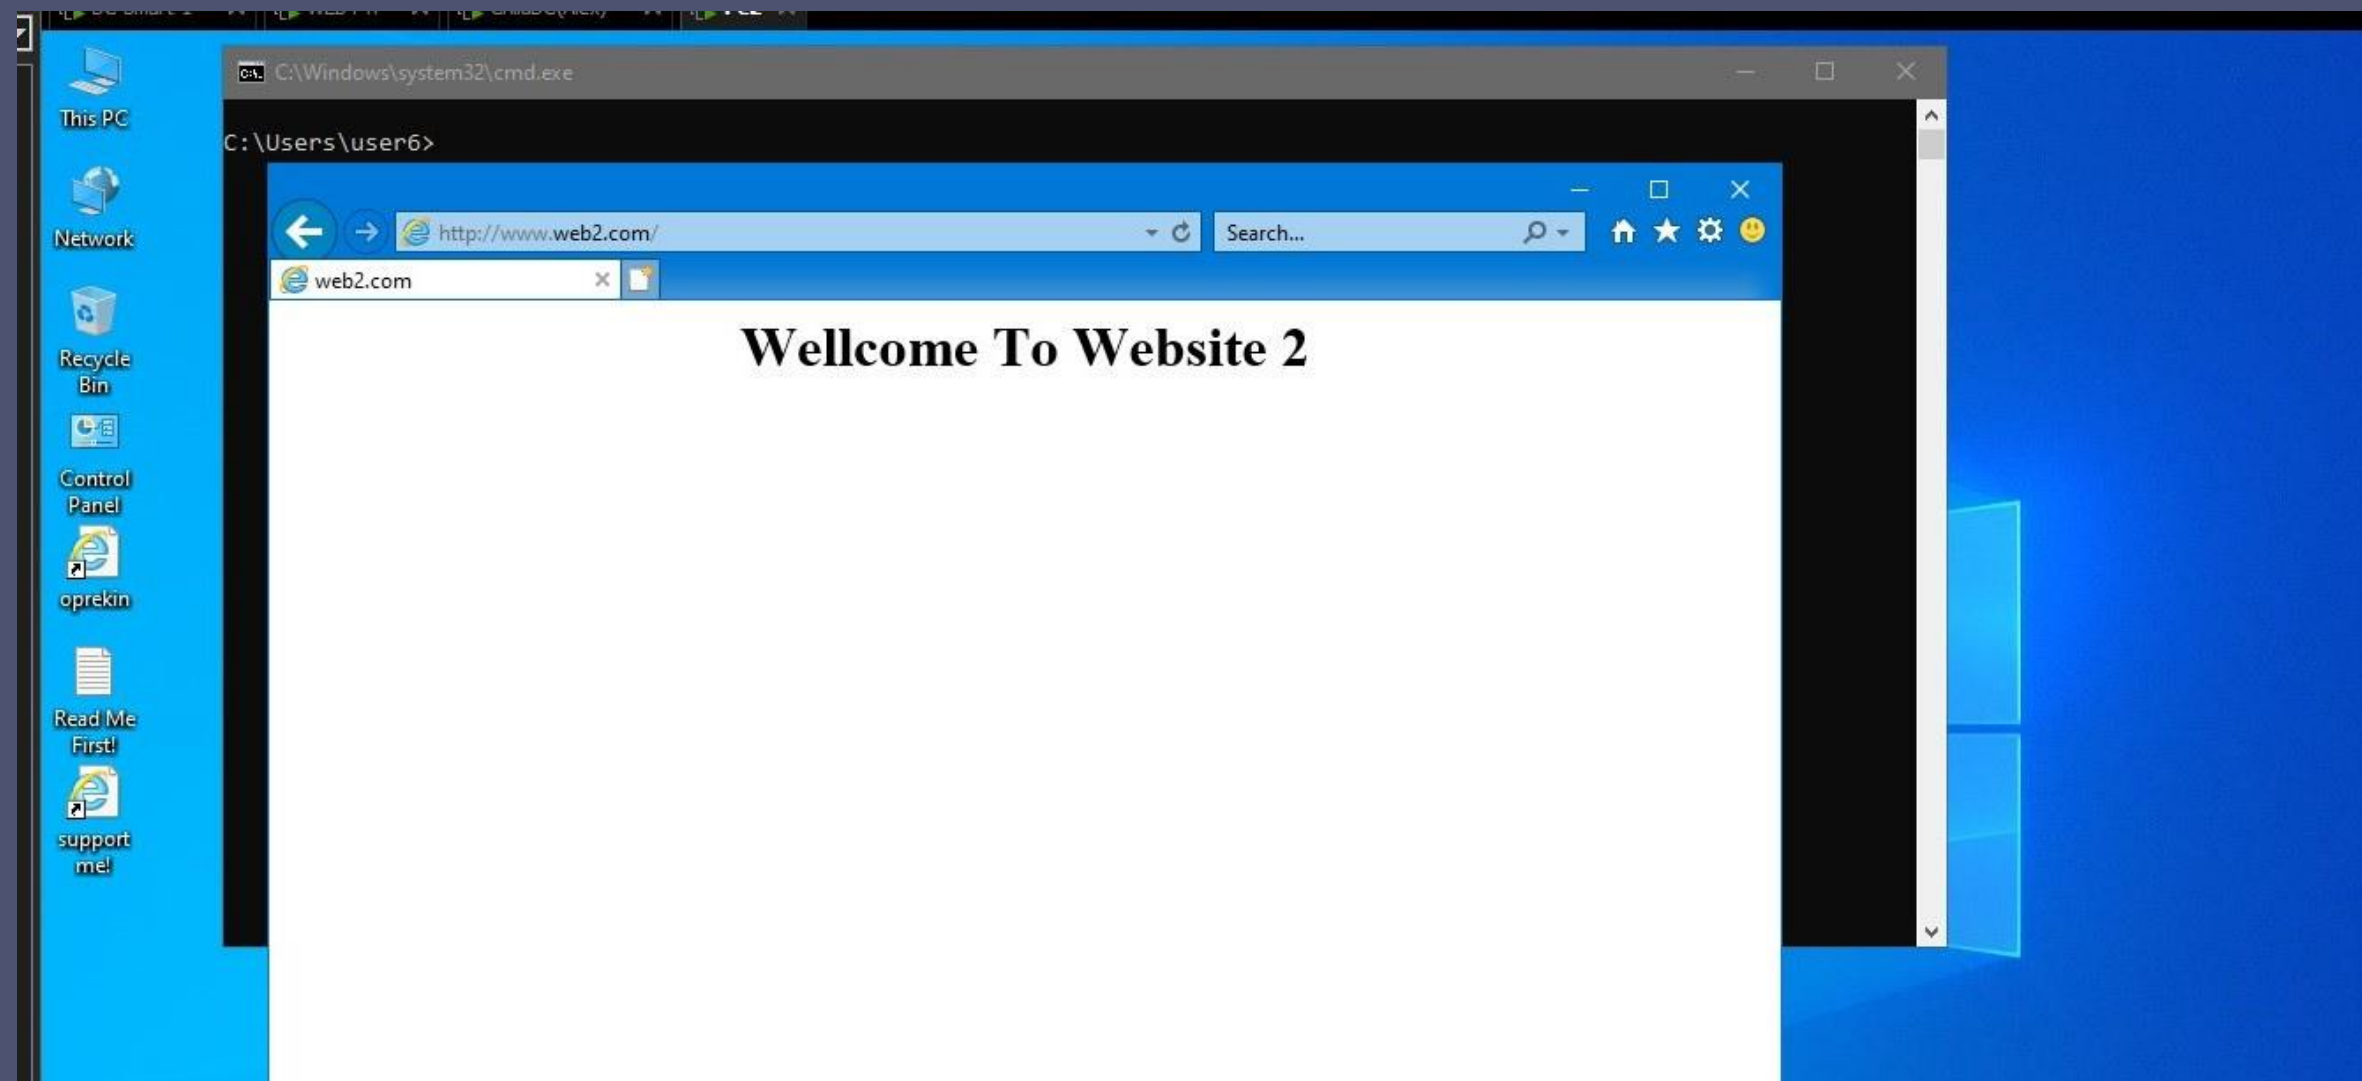 PC2
C:\Windows\system32\cmd.exe
C:\Users\user6>
http://www.web2.com/
Search...
web2.com
Wellcome To Website 2
This PC
Network
Recycle
Bin
Control
Panel
oprekin
Read Me
First!
support
me!